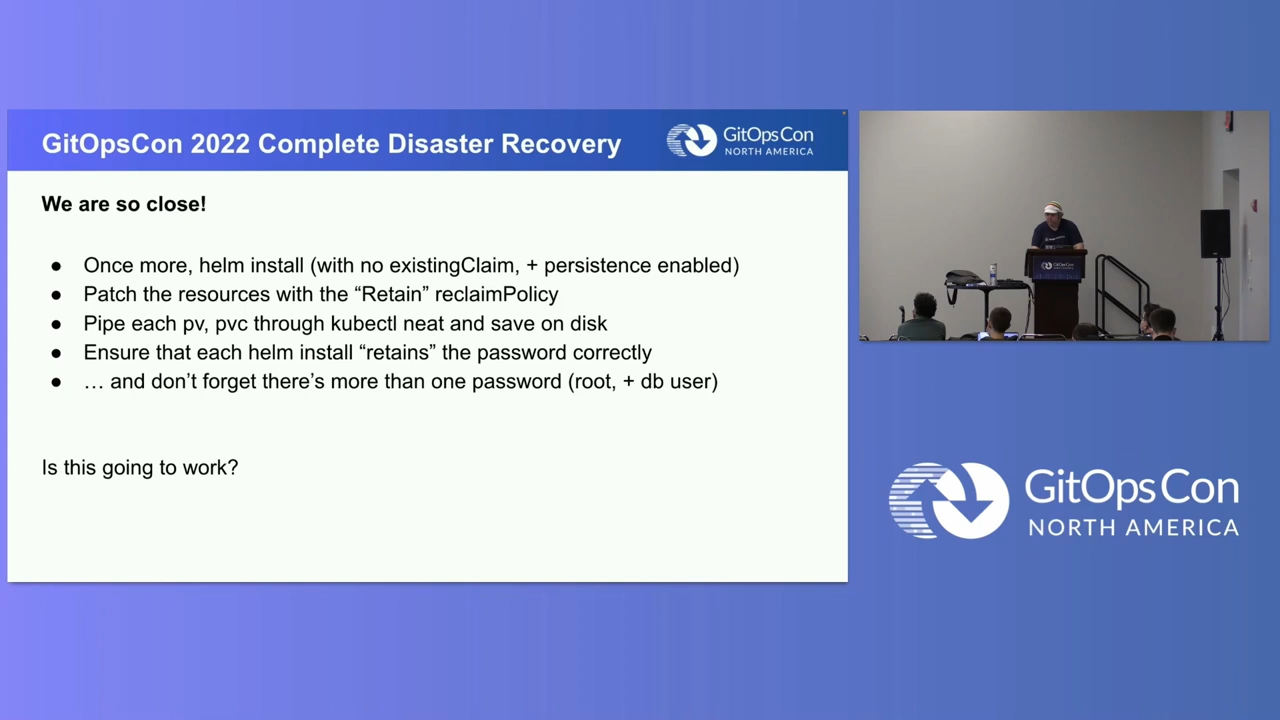 GitOpsCon 2022 Complete Disaster Recovery
GitOpsCon
NORTH AMERICA
We are so close!
● Once more, helm install (with no existingClaim, + persistence enabled)
● Patch the resources with the “Retain” reclaimPolicy
● Pipe each pv, pvc through kubectl neat and save on disk
● Ensure that each helm install “retains” the password correctly
● … and don’t forget there’s more than one password (root, + db user)
Is this going to work?
GitOpsCon
GitOpsCon
NORTH AMERICA